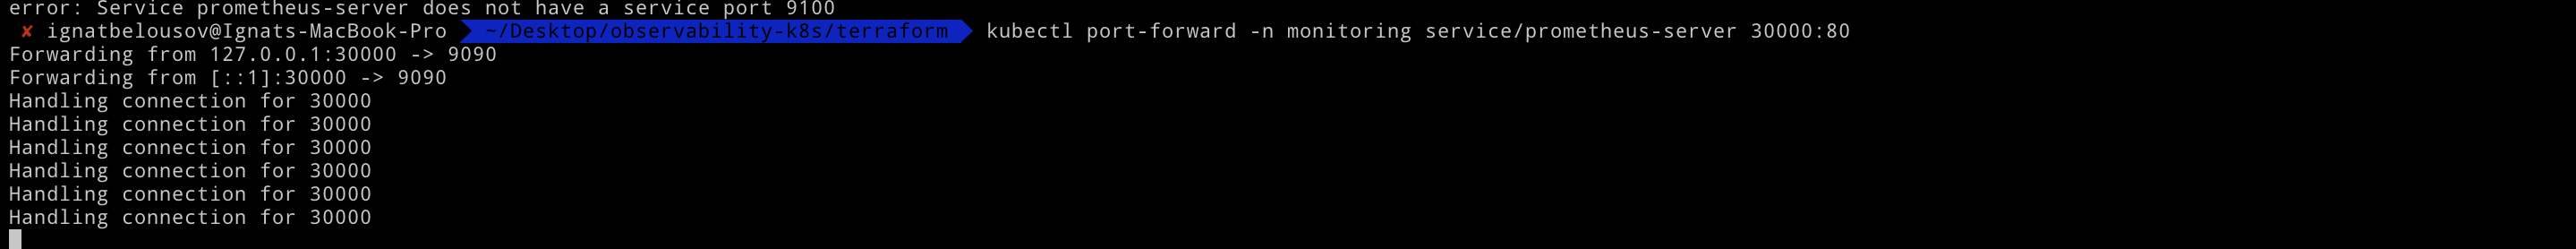 error: Service prometheus-server does not have a service port 9100
✘ ignatbelousov@Ignats-MacBook-Pro ~/Desktop/observability-k8s/terraform kubectl port-forward -n monitoring service/prometheus-server 30000:80
Forwarding from 127.0.0.1:30000 -> 9090
Forwarding from [::1]:30000 -> 9090
Handling connection for 30000
Handling connection for 30000
Handling connection for 30000
Handling connection for 30000
Handling connection for 30000
Handling connection for 30000